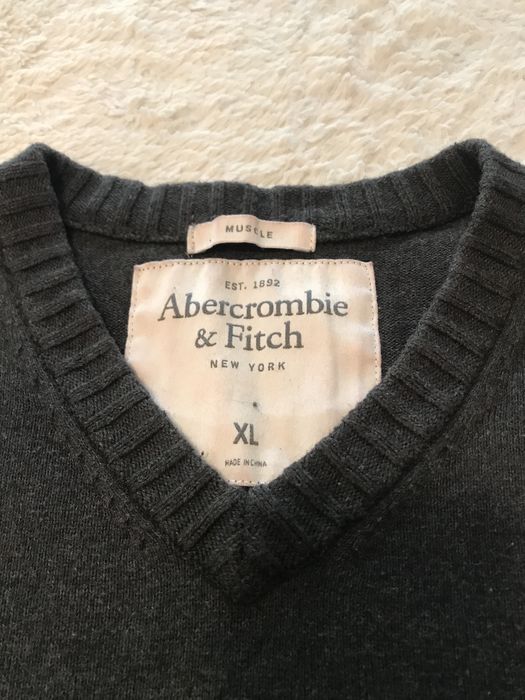 MUSCLE
EST. 1892
Abercrombie
& Fitch
NEW YORK
XL
MADE IN CHINA